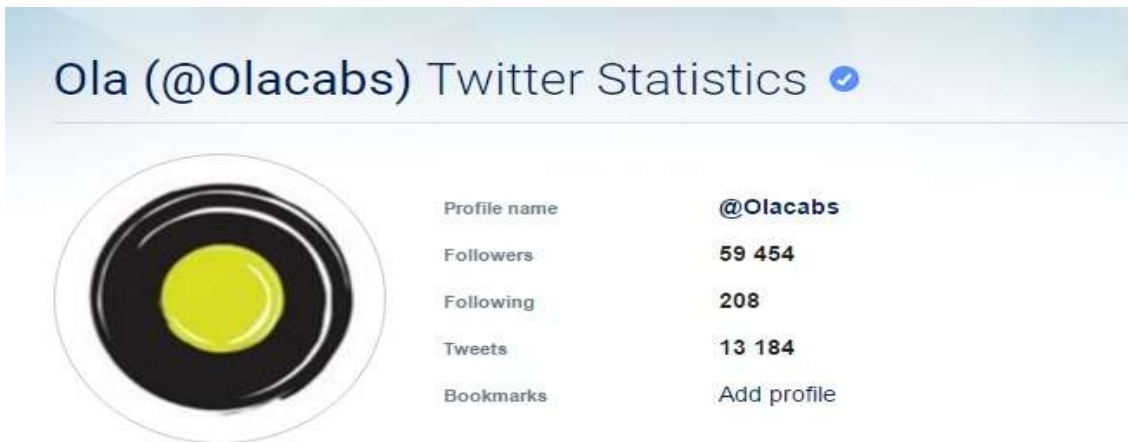 Ola (@Olacabs) Twitter Statistics
Profile name @Olacabs
Followers 59 454
Following 208
Tweets 13 184
Bookmarks Add profile